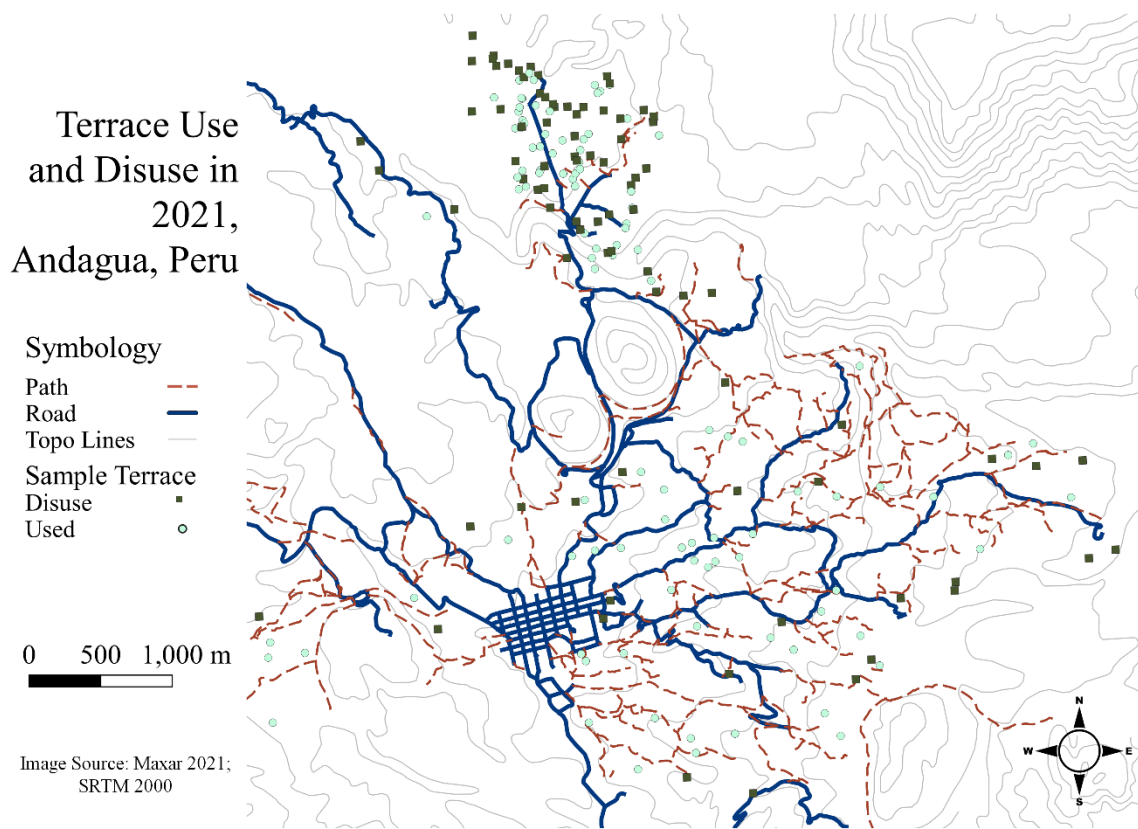 Terrace Use
and Disuse in
2021,
Andagua, Peru
Symbology
Path
Road
Topo Lines
Sample Terrace
Disuse
Used
0 500 1,000 m
Image Source: Maxar 2021;
SRTM 2000
N
W E
S